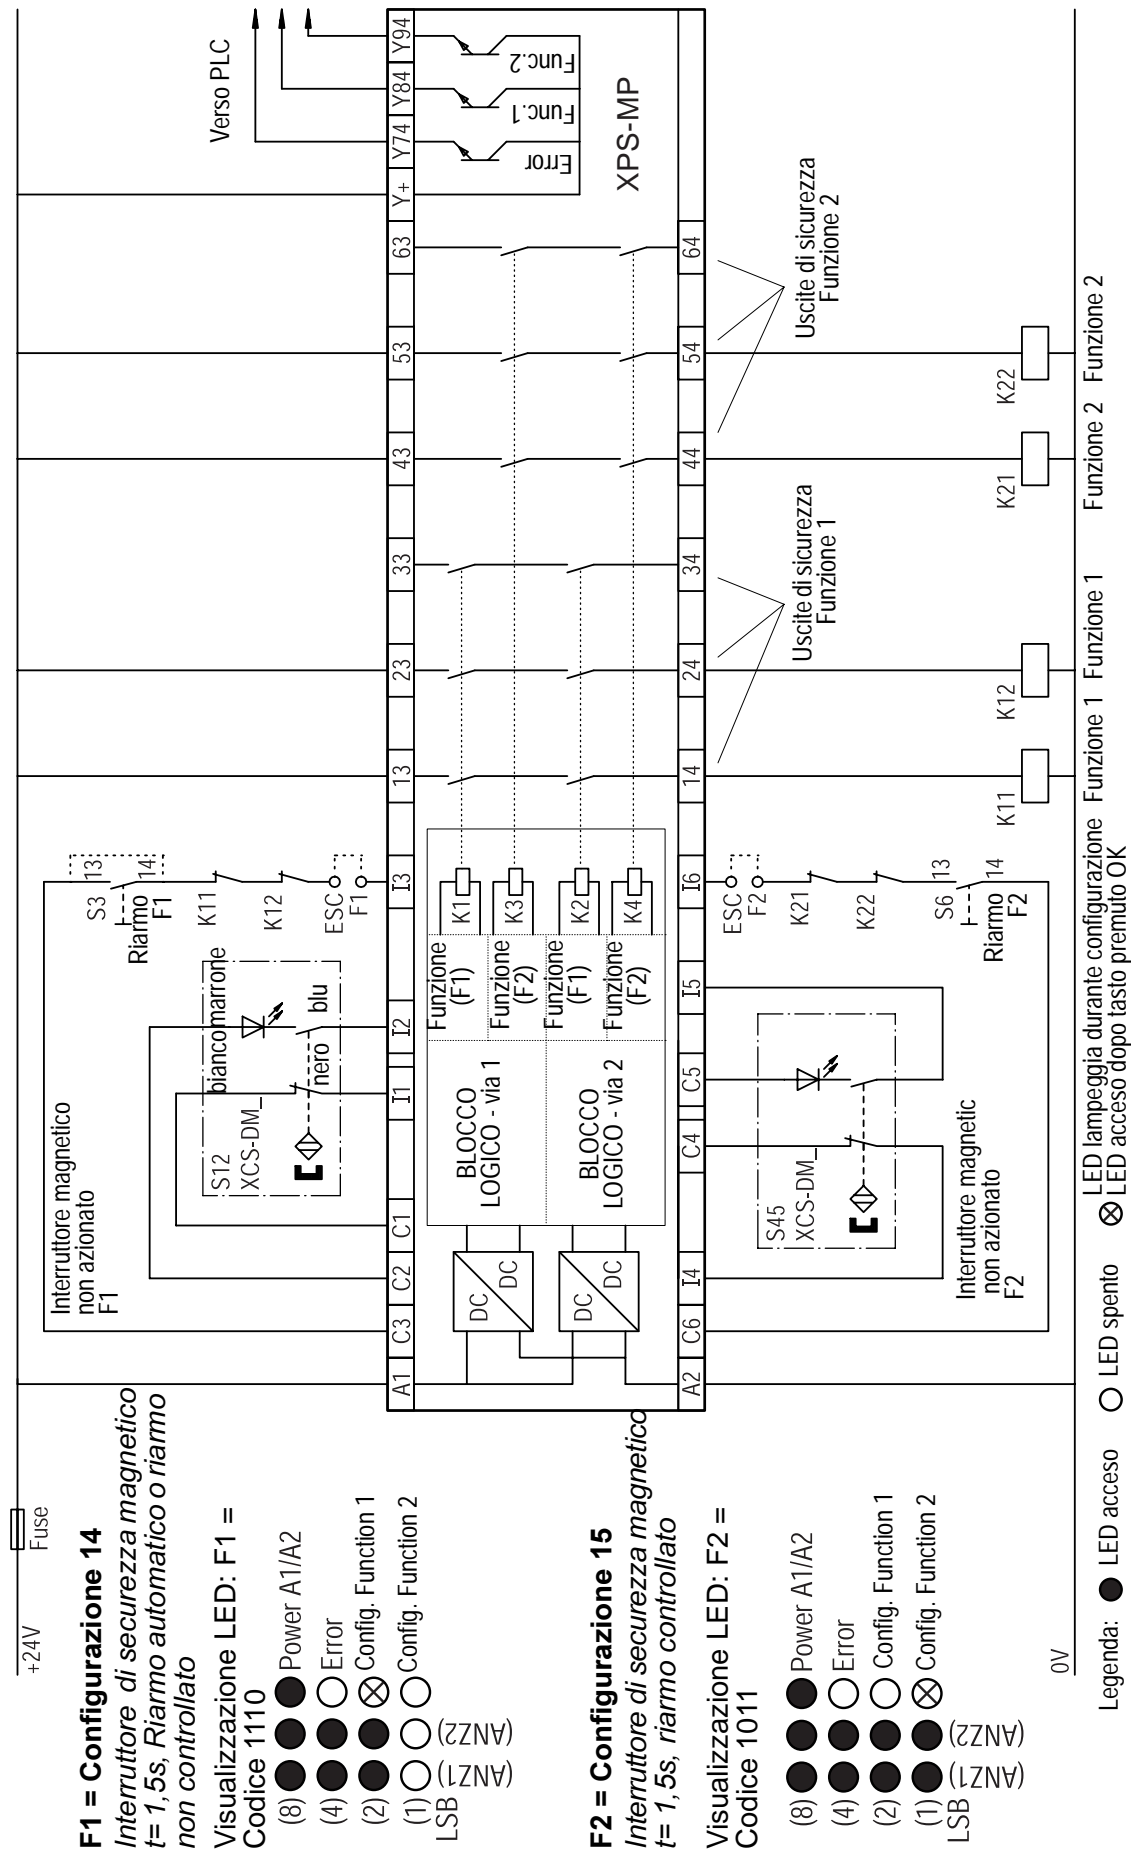 +24V
Fuse
F1 = Configurazione 14
Interruttore di securezza magnetico
t= 1,5s, Riarmo automatico o riarmo
non controllato
Visualizzazione LED: F1 =
Codice 1110
(8) Power A1/A2
(4) Error
(2) Config. Function 1
(1) Config. Function 2
LSB (ANZ1) (ANZ2)
F2 = Configurazione 15
Interruttore di securezza magnetico
t= 1,5s, riarmo controllato
Visualizzazione LED: F2 =
Codice 1011
(8) Power A1/A2
(4) Error
(2) Config. Function 1
(1) Config. Function 2
LSB (ANZ1) (ANZ2)
0V
Interruttore magnetico
non azionato
F1
S12
XCS-DM_
bianco marrone
nero
blu
S3
13
14
Riarmo
F1
K11
K12
ESC
F1
Verso PLC
A1 C3 C2 C1 I1 I2 I3 13 23 33 43 53 63 Y+ Y74 Y84 Y94
DC
DC
DC
DC
BLOCCO
LOGICO - via 1
BLOCCO
LOGICO - via 2
Funzione
(F1)
Funzione
(F2)
Funzione
(F1)
Funzione
(F2)
K1
K3
K2
K4
Error
Func.1
Func.2
XPS-MP
A2 C6 I4 C4 C5 I5 I6 14 24 34 44 54 64
Interruttore magnetic
non azionato
F2
S45
XCS-DM_
ESC
F2
K21
K22
S6
13
14
Riarmo
F2
Uscite di sicurezza
Funzione 1
Uscite di sicurezza
Funzione 2
K11
K12
K21
K22
Funzione 1
Funzione 1
Funzione 2
Funzione 2
Legenda:
LED acceso
LED spento
LED lampeggia durante configurazione
LED acceso dopo tasto premuto OK